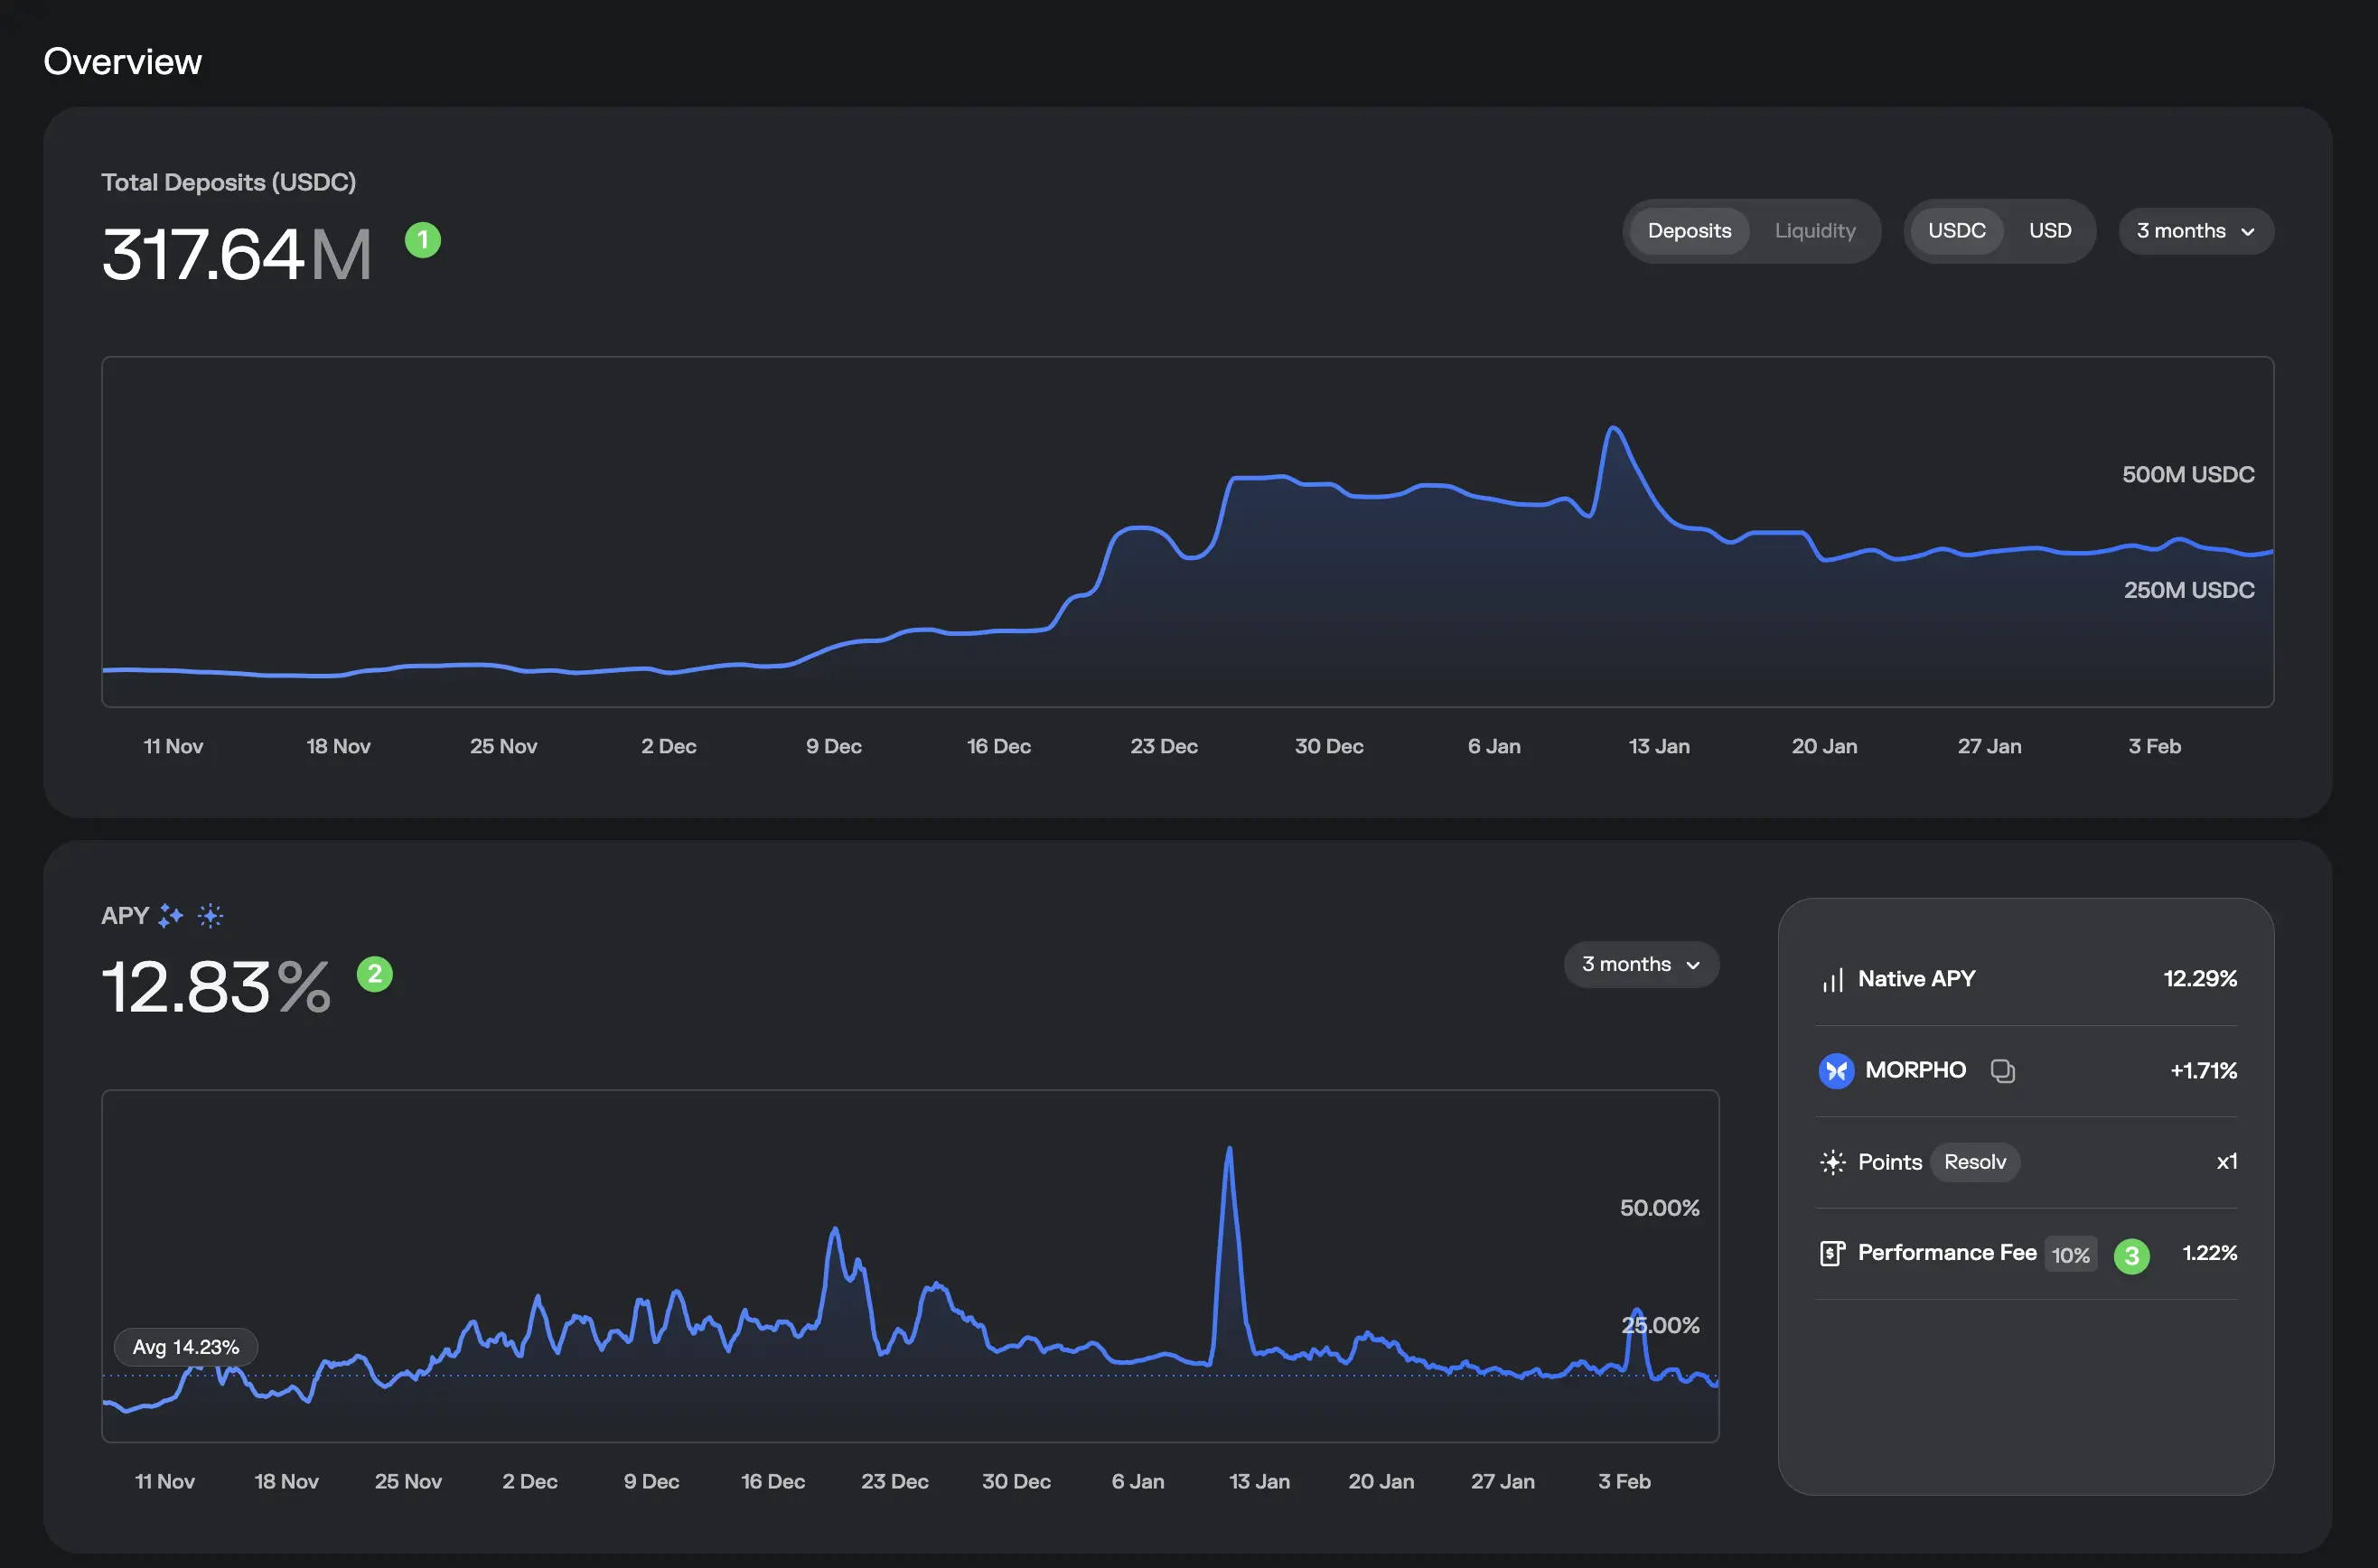 Overview
Total Deposits (USDC)
317.64M 1
Deposits Liquidity USDC USD 3 months
500M USDC
250M USDC
11 Nov 18 Nov 25 Nov 2 Dec 9 Dec 16 Dec 23 Dec 30 Dec 6 Jan 13 Jan 20 Jan 27 Jan 3 Feb
APY
12.83% 2
3 months
50.00%
25.00%
Avg 14.23%
11 Nov 18 Nov 25 Nov 2 Dec 9 Dec 16 Dec 23 Dec 30 Dec 6 Jan 13 Jan 20 Jan 27 Jan 3 Feb
Native APY 12.29%
MORPHO +1.71%
Points Resolv x1
Performance Fee 10% 3 1.22%